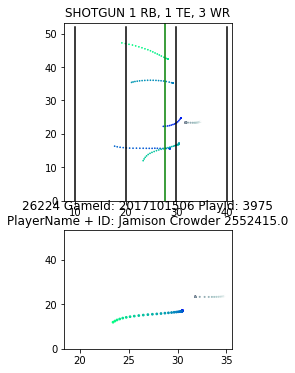 SHOTGUN 1 RB, 1 TE, 3 WR
50
40
30
20
10
0
10 20 30 40
26224 GameId: 2017101506 PlayId: 3975
PlayerName + ID: Jamison Crowder 2552415.0
40
20
0
20 25 30 35